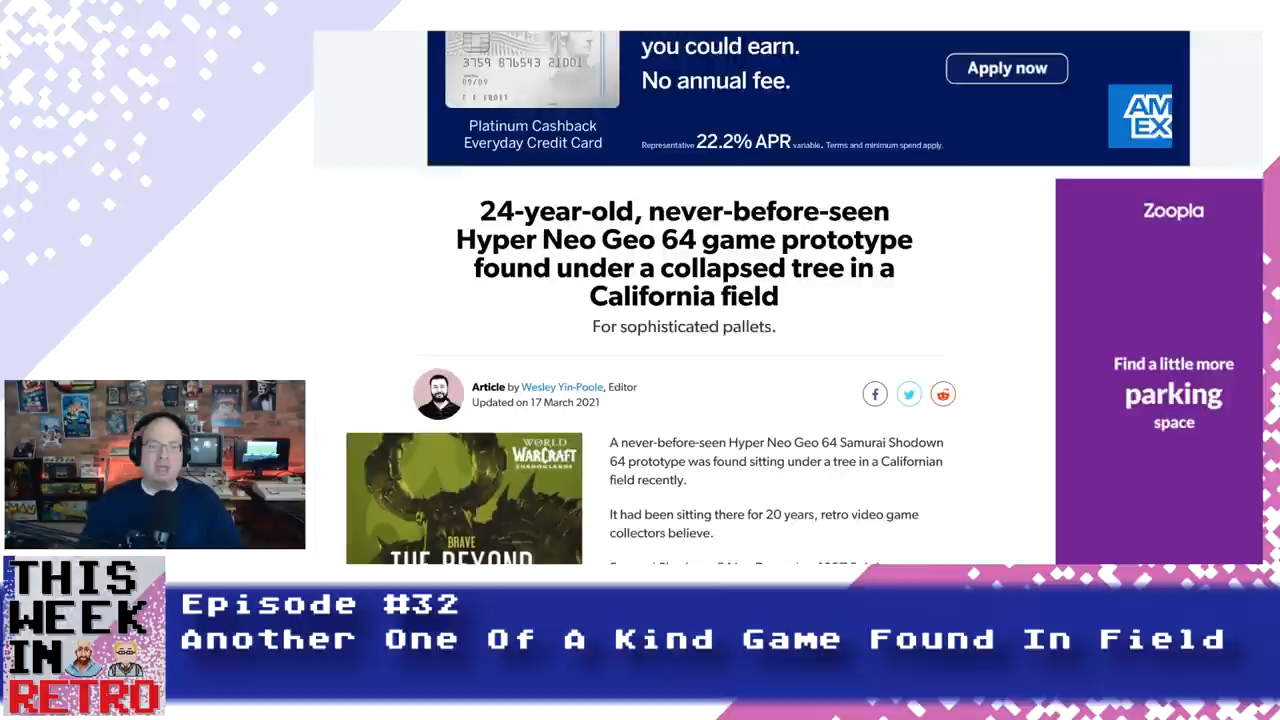 you could earn.
No annual fee.
Apply now
3759 876543 21001
09/09
AM
EX
Platinum Cashback
Everyday Credit Card
Representative 22.2% APR variable. Terms and minimum spend apply.
24-year-old, never-before-seen
Hyper Neo Geo 64 game prototype
found under a collapsed tree in a
California field
For sophisticated pallets.
Zoopla
Find a little more
parking
space
Article by Wesley Yin-Poole, Editor
Updated on 17 March 2021
WORLD
WARCRAFT
SHADOWLANDS
BRAVE
THE BEYOND
A never-before-seen Hyper Neo Geo 64 Samurai Shodown
64 prototype was found sitting under a tree in a Californian
field recently.
It had been sitting there for 20 years, retro video game
collectors believe.
THIS
WEEK
IN
RETRO
Episode #32
Another One Of A Kind Game Found In Field